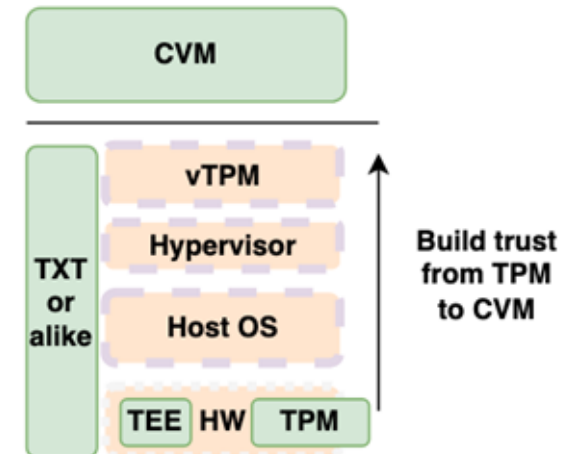 CVM
vTPM
Hypervisor
Host OS
TXT
or
alike
TEE HW TPM
Build trust
from TPM
to CVM